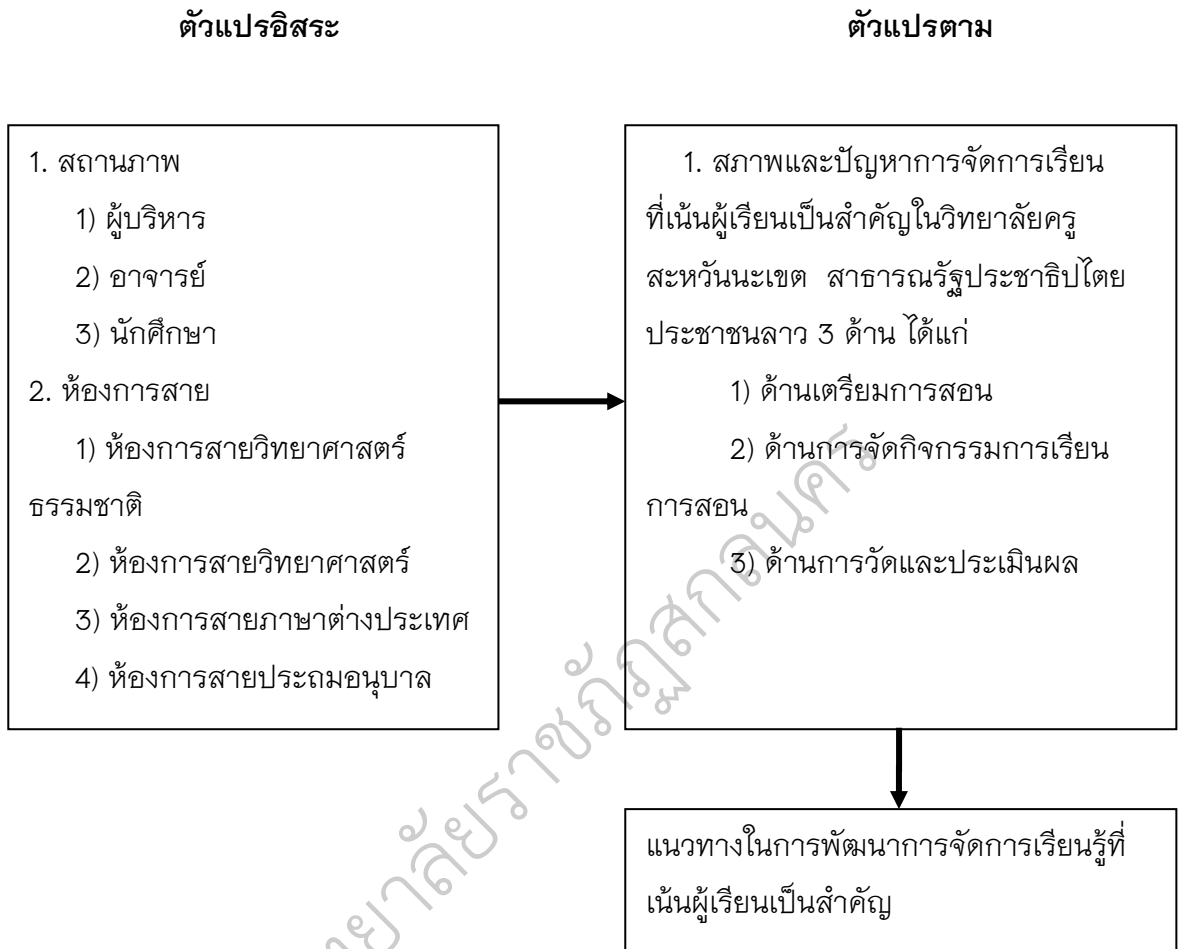 ตัวแปรอิสระ
ตัวแปรตาม
1. สถานภาพ
1) ผู้บริหาร
2) อาจารย์
3) นักศึกษา
2. ห้องการสาย
1) ห้องการสายวิทยาศาสตร์
ธรรมชาติ
2) ห้องการสายวิทยาศาสตร์
3) ห้องการสายภาษาต่างประเทศ
4) ห้องการสายประถมอนุบาล
1. สภาพและปัญหาการจัดการเรียน
ที่เน้นผู้เรียนเป็นสำคัญในวิทยาลัยครู
สะหวันนะเขต สาธารณรัฐประชาธิปไตย
ประชาชนลาว 3 ด้าน ได้แก่
1) ด้านเตรียมการสอน
2) ด้านการจัดกิจกรรมการเรียน
การสอน
3) ด้านการวัดและประเมินผล
แนวทางในการพัฒนาการจัดการเรียนรู้ที่
เน้นผู้เรียนเป็นสำคัญ
ยาลัยราชภัฏสกลนคร